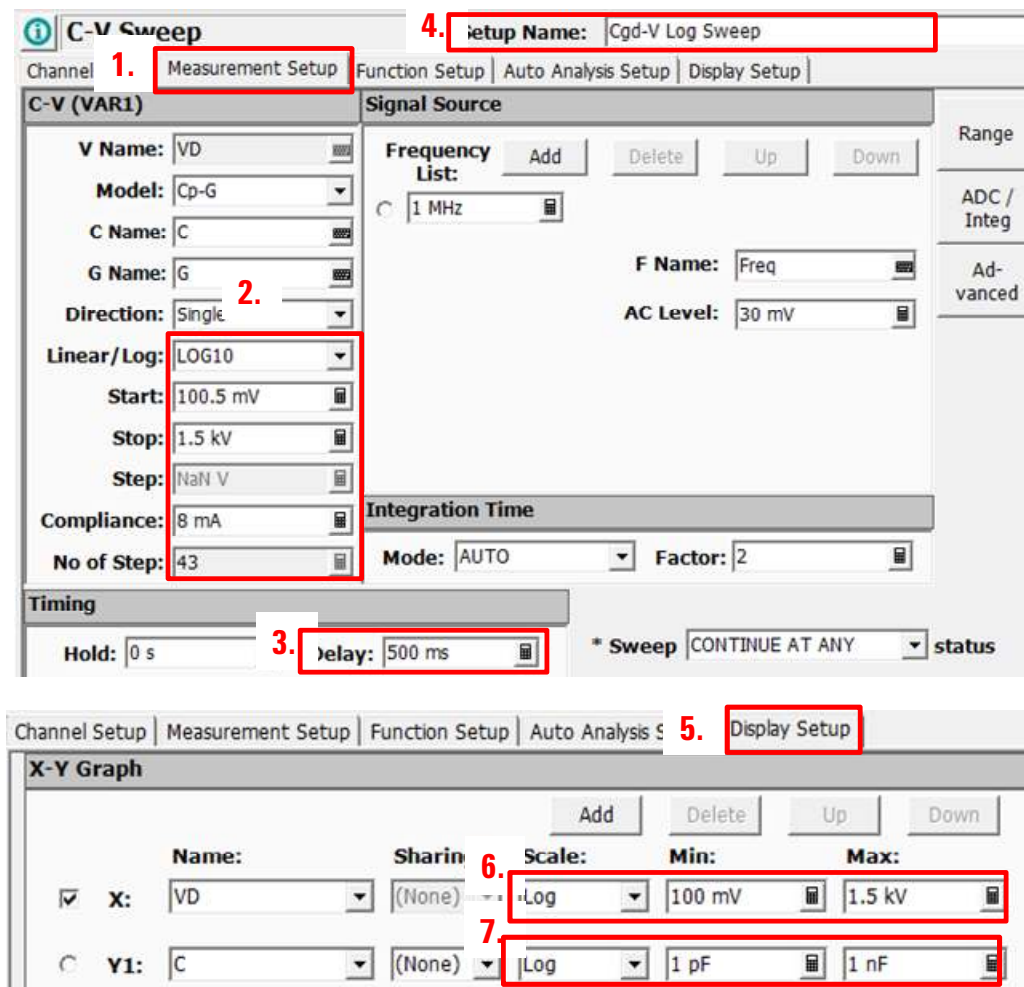 C-V Sweep 4. Setup Name: Cgd-V Log Sweep
Channel 1. Measurement Setup Function Setup Auto Analysis Setup Display Setup
C-V (VAR1) Signal Source
V Name: VD Frequency List: Add Delete Up Down Range
Model: Cp-G 1 MHz ADC / Integ
C Name: C
G Name: G F Name: Freq Ad-vanced
2.
Direction: Single AC Level: 30 mV
Linear/Log: LOG10
Start: 100.5 mV
Stop: 1.5 kV
Step: NaN V
Compliance: 8 mA Integration Time
No of Step: 43 Mode: AUTO Factor: 2
Timing
Hold: 0 s 3. Delay: 500 ms * Sweep CONTINUE AT ANY status
Channel Setup Measurement Setup Function Setup Auto Analysis S 5. Display Setup
X-Y Graph
Add Delete Up Down
Name: Sharing 6. Scale: Min: Max:
X: VD (None) Log 100 mV 1.5 kV
7.
Y1: C (None) Log 1 pF 1 nF